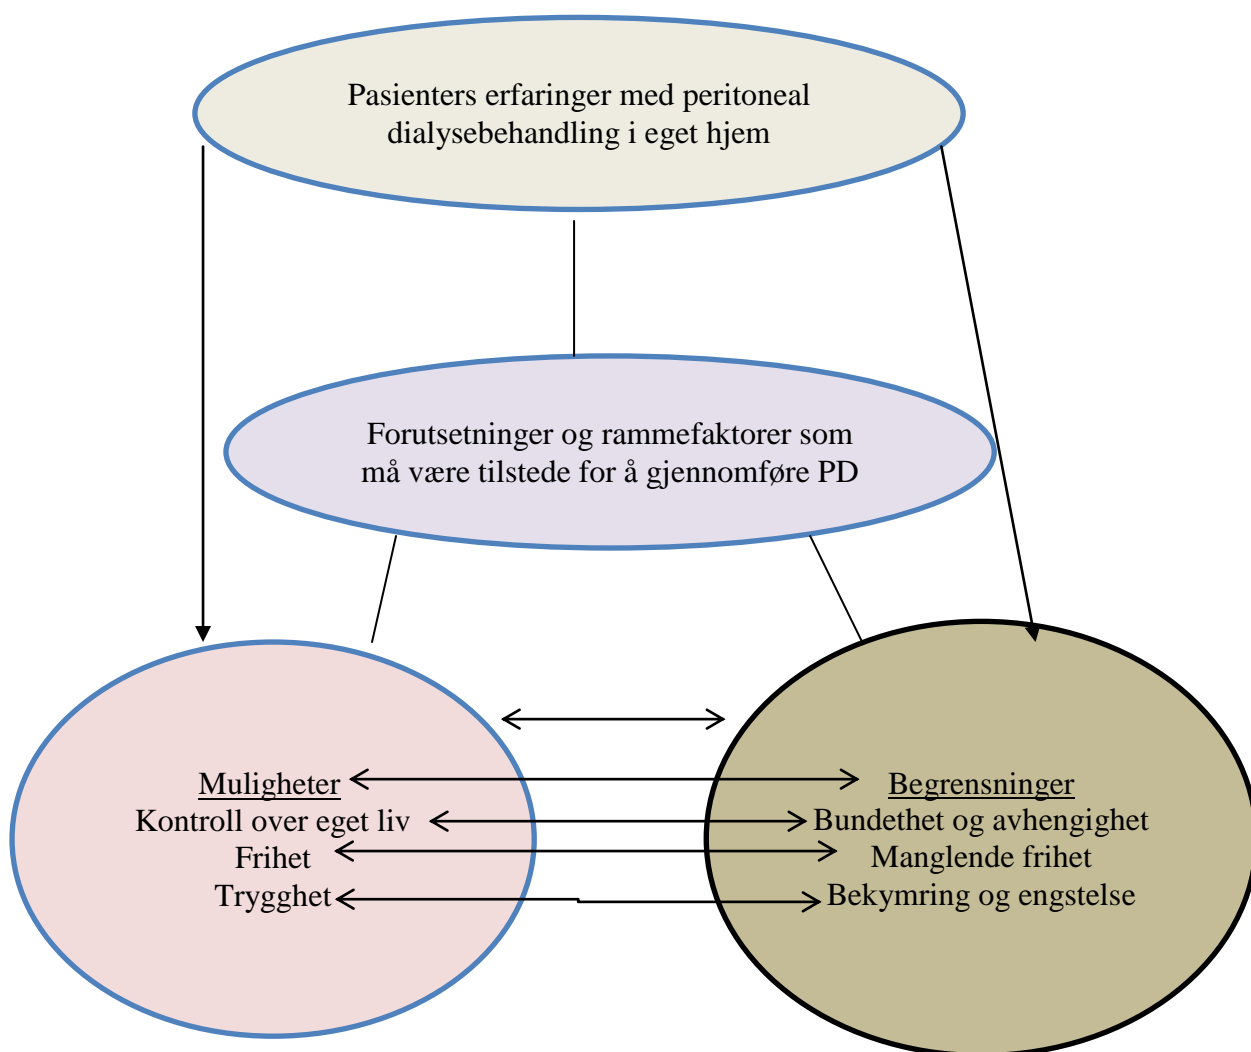 Pasienters erfaringer med peritoneal
dialysebehandling i eget hjem
Forutsetninger og rammefaktorer som
må være tilstede for å gjennomføre PD
Muligheter
Kontroll over eget liv
Frihet
Trygghet
Begrensninger
Bundethet og avhengighet
Manglende frihet
Bekymring og engstelse